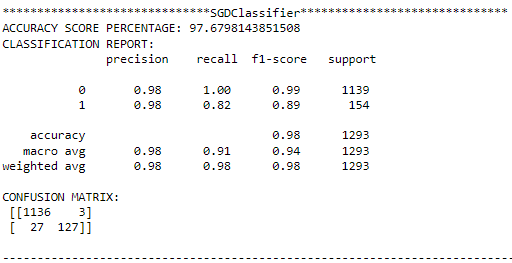 ******************************SGDClassifier******************************
ACCURACY SCORE PERCENTAGE: 97.6798143851508
CLASSIFICATION REPORT:
              precision    recall  f1-score   support

           0       0.98      1.00      0.99      1139
           1       0.98      0.82      0.89       154

    accuracy                           0.98      1293
   macro avg       0.98      0.91      0.94      1293
weighted avg       0.98      0.98      0.98      1293

CONFUSION MATRIX:
 [[1136    3]
 [  27  127]]

-------------------------------------------------------------------------